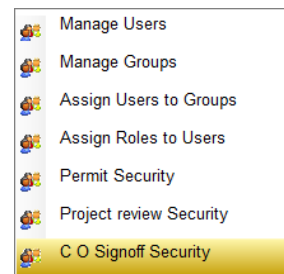 Manage Users
Manage Groups
Assign Users to Groups
Assign Roles to Users
Permit Security
Project review Security
C O Signoff Security